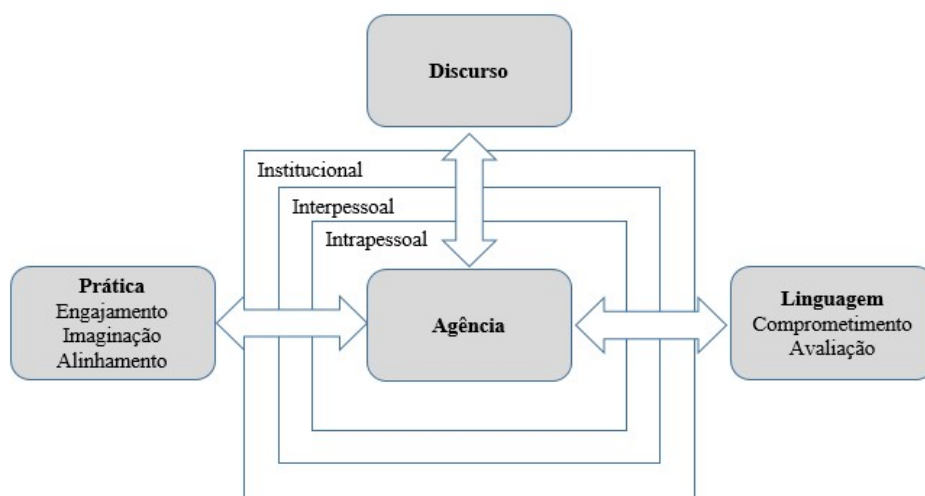 Discurso
Institucional
Interpessoal
Intrapessoal
Prática
Engajamento
Imaginação
Alinhamento
Agência
Linguagem
Comprometimento
Avaliação